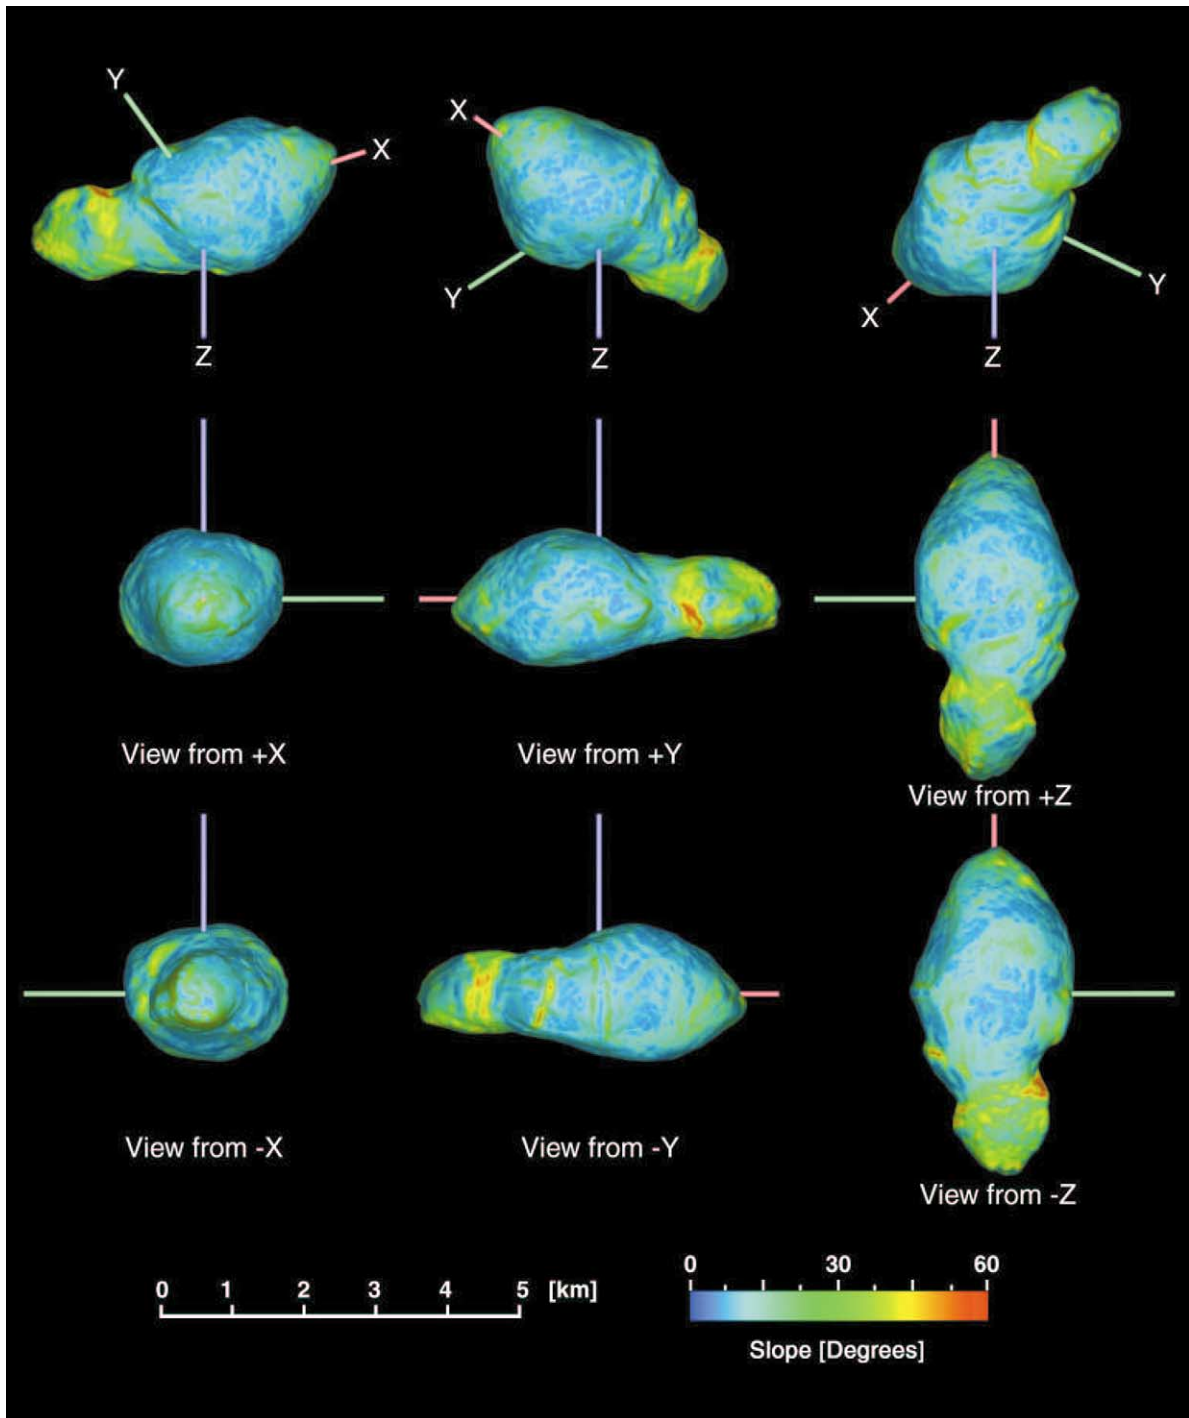 Y
X
X
Y
X
Y
Z
Z
Z
View from +X
View from +Y
View from +Z
View from -X
View from -Y
View from -Z
0 1 2 3 4 5 [km]
0 30 60
Slope [Degrees]